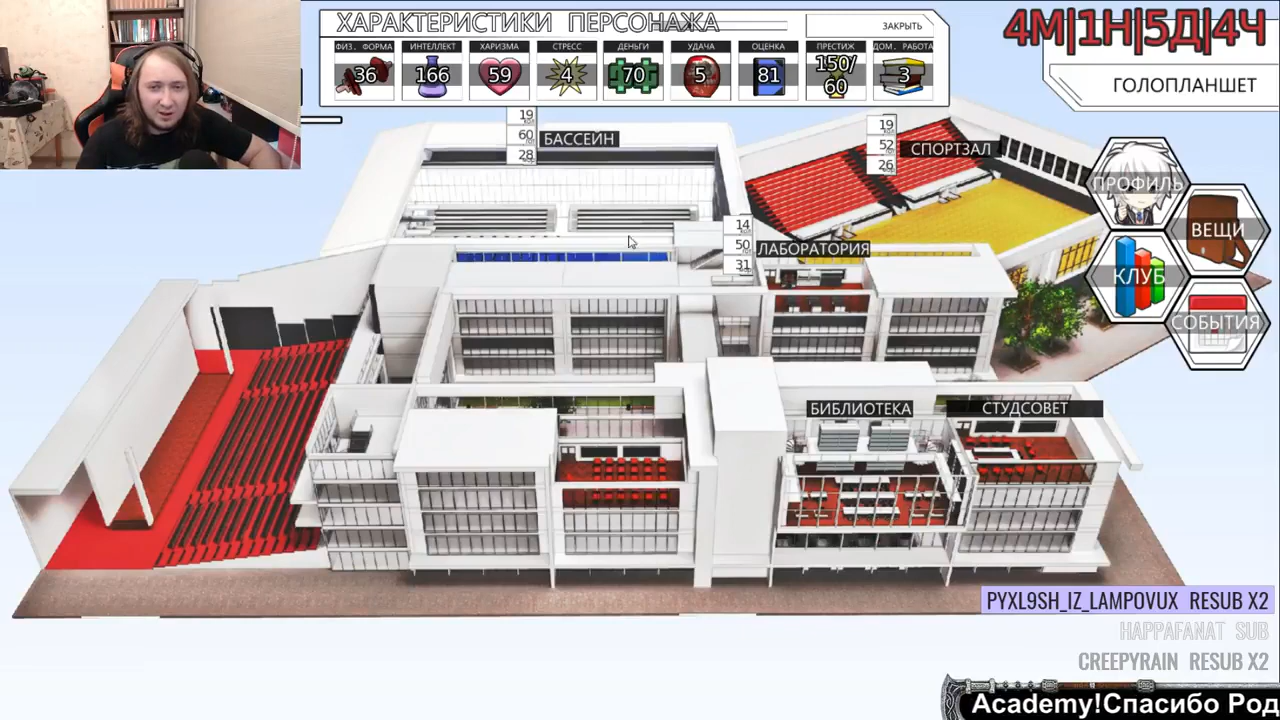 ХАРАКТЕРИСТИКИ ПЕРСОНАЖА
ЗАКРЫТЬ
4М|1Н|5Д|4Ч
ФИЗ. ФОРМА ИНТЕЛЛЕКТ ХАРИЗМА СТРЕСС ДЕНЬГИ УДАЧА ОЦЕНКА ПРЕСТИЖ ДОМ. РАБОТА
36 166 59 4 70 5 81 150/60 3
ГОЛОПЛАНШЕТ
19
60
28
БАССЕЙН
19
52
26
СПОРТЗАЛ
14
50
31
ЛАБОРАТОРИЯ
ПРОФИЛЬ
ВЕЩИ
КЛУБ
СОБЫТИЯ
БИБЛИОТЕКА
СТУДСОВЕТ
PYXL9SH_IZ_LAMPOVUX RESUB X2
HAPPAFANAT SUB
CREEPYRAIN RESUB X2
Academy!Спасибо Род